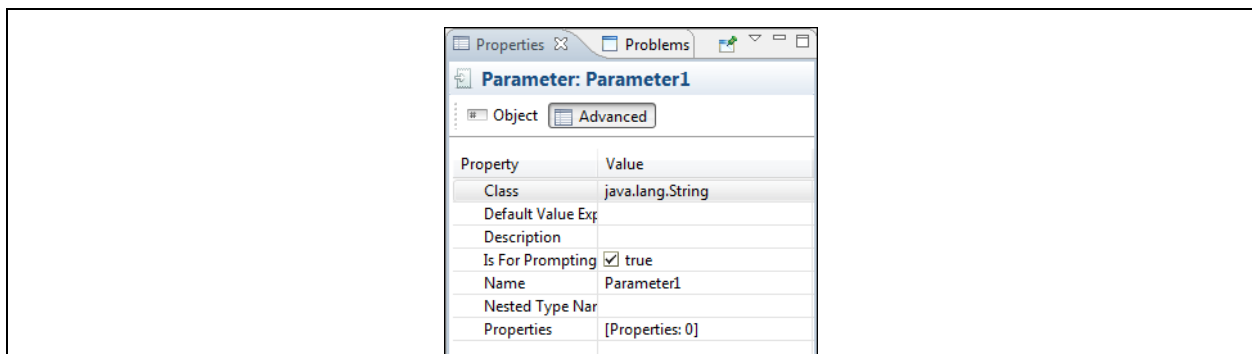 Properties Problems
Parameter: Parameter1
Object Advanced
Property Value
Class java.lang.String
Default Value Exp
Description
Is For Prompting true
Name Parameter1
Nested Type Nar
Properties [Properties: 0]